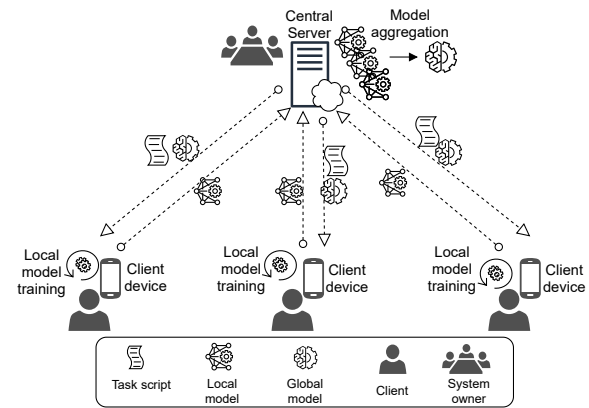 Central
Server
Model
aggregation
Local
model
training
Client
device
Local
model
training
Client
device
Local
model
training
Client
device
Task script
Local
model
Global
model
Client
System
owner